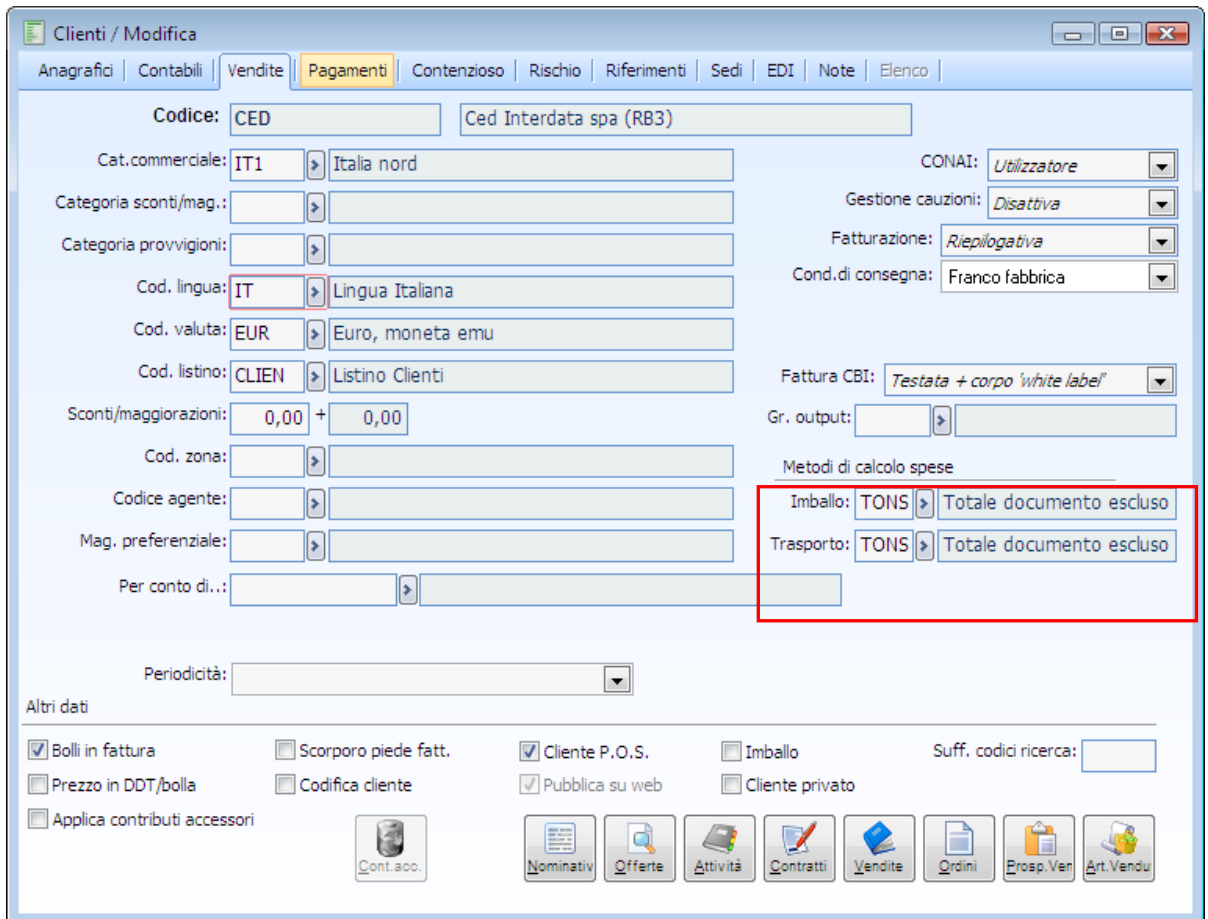 Clienti / Modifica
Anagrafici | Contabili | Vendite | Pagamenti | Contenzioso | Rischio | Riferimenti | Sedi | EDI | Note | Elenco |
Codice: CED Ced Interdata spa (RB3)
Cat.commerciale: IT1 Italia nord CONAI: Utilizzatore
Categoria sconti/mag.: Gestione cauzioni: Disattiva
Categoria provvigioni: Fatturazione: Riepilogativa
Cod. lingua: IT Lingua Italiana Cond.di consegna: Franco fabbrica
Cod. valuta: EUR Euro, moneta emu
Cod. listino: CLIEN Listino Clienti Fattura CBI: Testata + corpo 'white label'
Sconti/maggiorazioni: 0,00 + 0,00 Gr. output:
Cod. zona: Metodi di calcolo spese
Codice agente: Imballo: TONS Totale documento escluso
Mag. preferenziale: Trasporto: TONS Totale documento escluso
Per conto di..:
Periodicità:
Altri dati
Bolli in fattura Scorporo piede fatt. Cliente P.O.S. Imballo Suff. codici ricerca:
Prezzo in DDT/bolla Codifica cliente Pubblica su web Cliente privato
Applica contributi accessori
Cont.acc. Nominativ Offerte Attività Contratti Vendite Ordini Prosp.Ven Art.Vendu